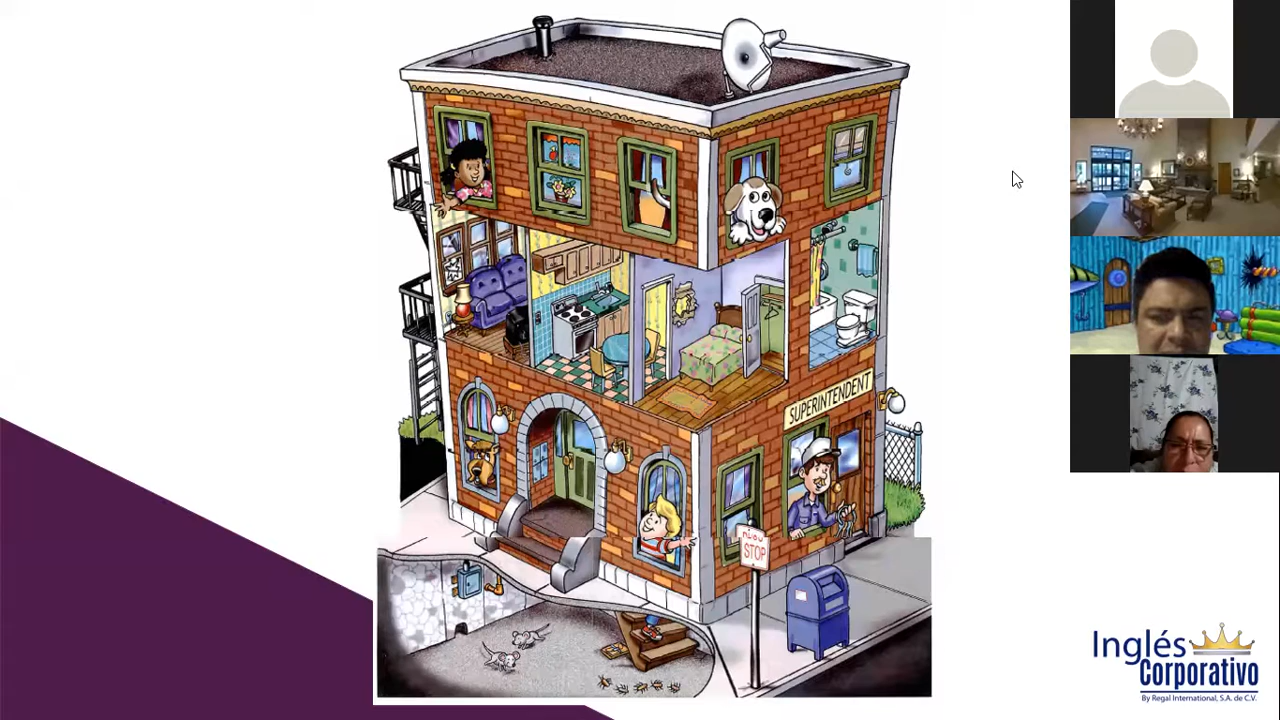 SUPERINTENDENT
STOP
Inglés
Corporativo
By Regal International, S.A. de C.V.